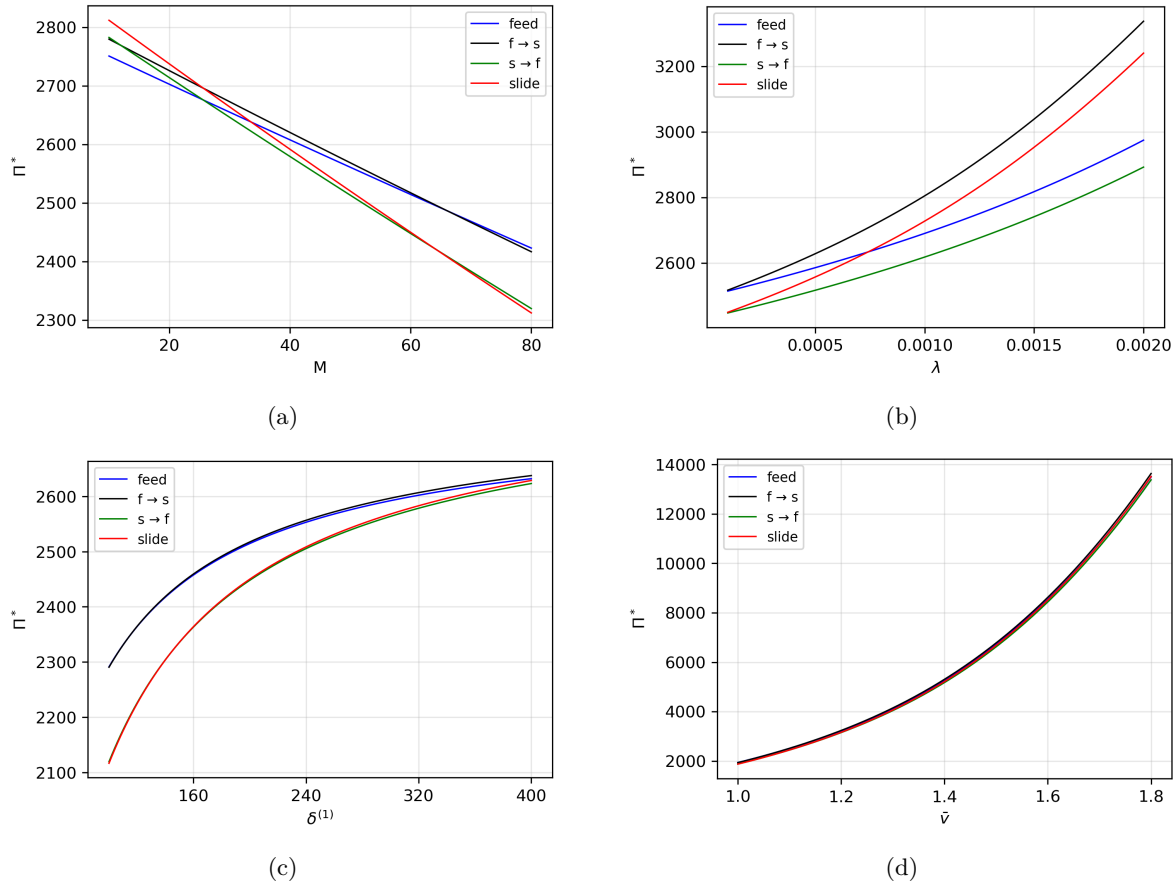 2800
2700
2600
2500
2400
2300
Π*
20
40
60
80
M
feed
f → s
s → f
slide
(a)
3200
3000
2800
2600
Π*
0.0005
0.0010
0.0015
0.0020
λ
feed
f → s
s → f
slide
(b)
2600
2500
2400
2300
2200
2100
Π*
160
240
320
400
δ⁽¹⁾
feed
f → s
s → f
slide
(c)
14000
12000
10000
8000
6000
4000
2000
Π*
1.0
1.2
1.4
1.6
1.8
v̄
feed
f → s
s → f
slide
(d)